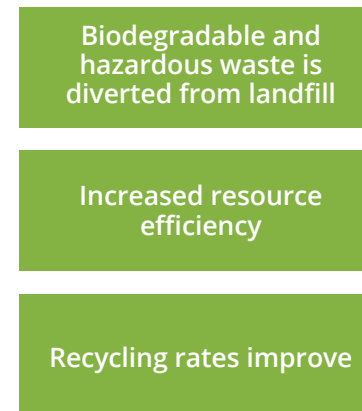 Biodegradable and
hazardous waste is
diverted from landfill
Increased resource
efficiency
Recycling rates improve